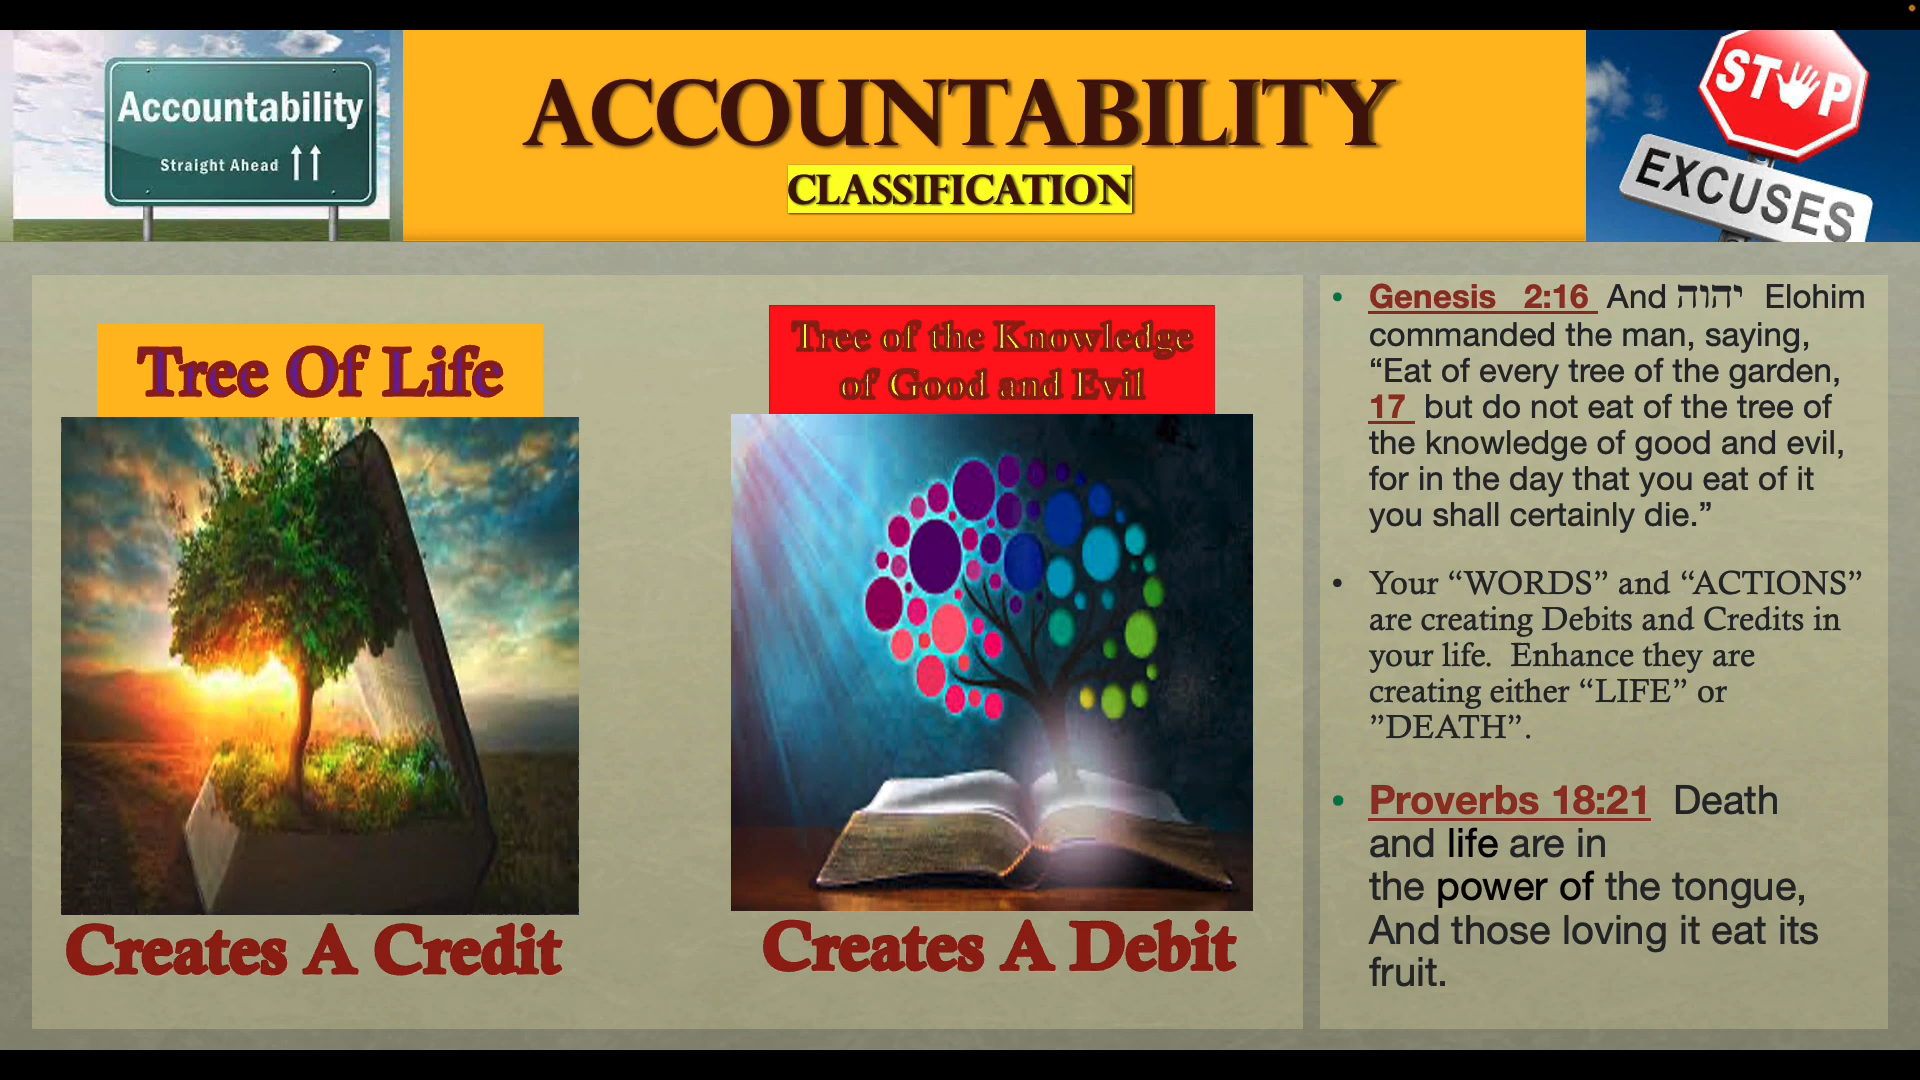 Accountability
Straight Ahead
ACCOUNTABILITY
CLASSIFICATION
STOP
EXCUSES
Tree Of Life
Creates A Credit
Tree of the Knowledge
of Good and Evil
Creates A Debit
• Genesis 2:16 And יהוה Elohim
commanded the man, saying,
“Eat of every tree of the garden,
17 but do not eat of the tree of
the knowledge of good and evil,
for in the day that you eat of it
you shall certainly die.”
• Your “WORDS” and “ACTIONS”
are creating Debits and Credits in
your life. Enhance they are
creating either “LIFE” or
”DEATH”.
• Proverbs 18:21 Death
and life are in
the power of the tongue,
And those loving it eat its
fruit.